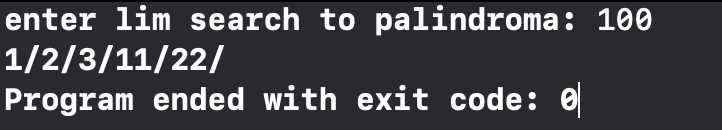 enter lim search to palindroma: 100
1/2/3/11/22/
Program ended with exit code: 0